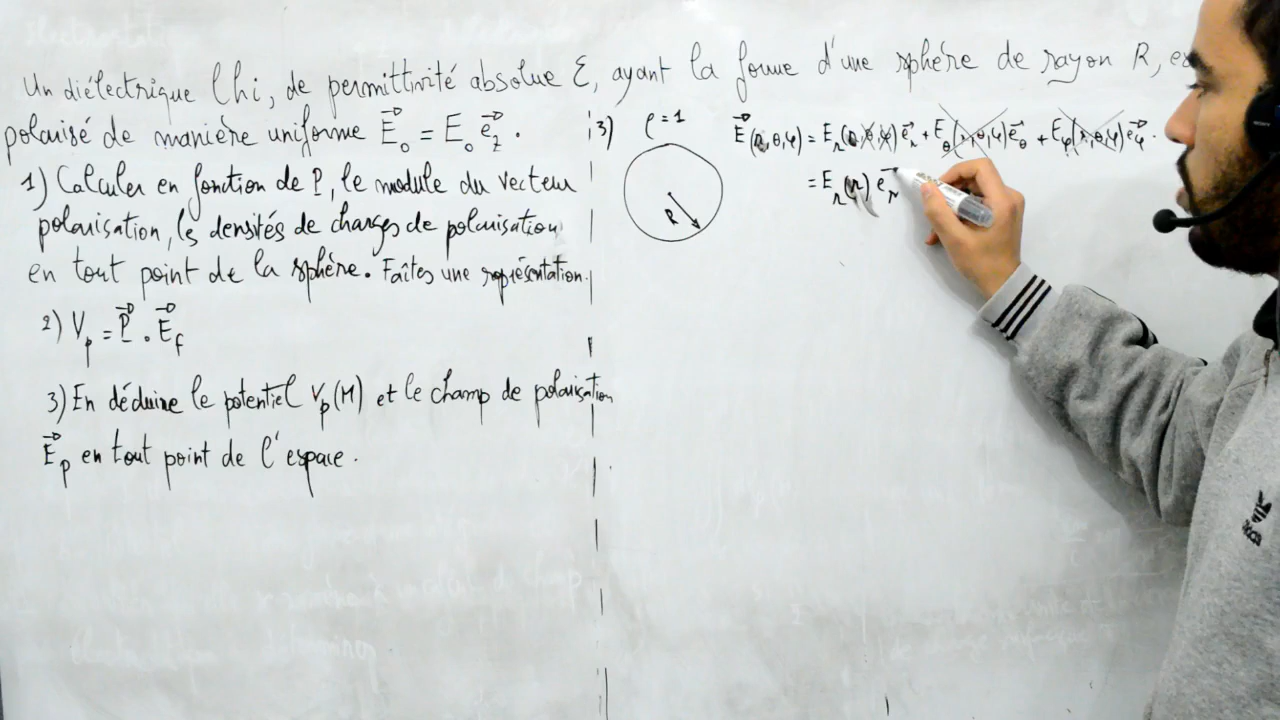 Un diélectrique lhi, de permittivité absolue ε, ayant la forme d'une sphère de rayon R, e
polarisé de manière uniforme E⃗₀ = E₀ e⃗z.
1) Calculer en fonction de P, le module du vecteur
polarisation, les densités de charges de polarisation
en tout point de la sphère. Faîtes une représentation.
2) Vp = P⃗ . E⃗f
3) En déduire le potentiel Vp(M) et le champ de polarisation
E⃗p en tout point de l'espace.
3) ρ=1
R
E⃗(r,θ,φ) = Er(r,θ,φ)e⃗r + Eθ(r,θ,φ)e⃗θ + Eφ(r,θ,φ)e⃗φ.
= Er(r) e⃗r
SONY